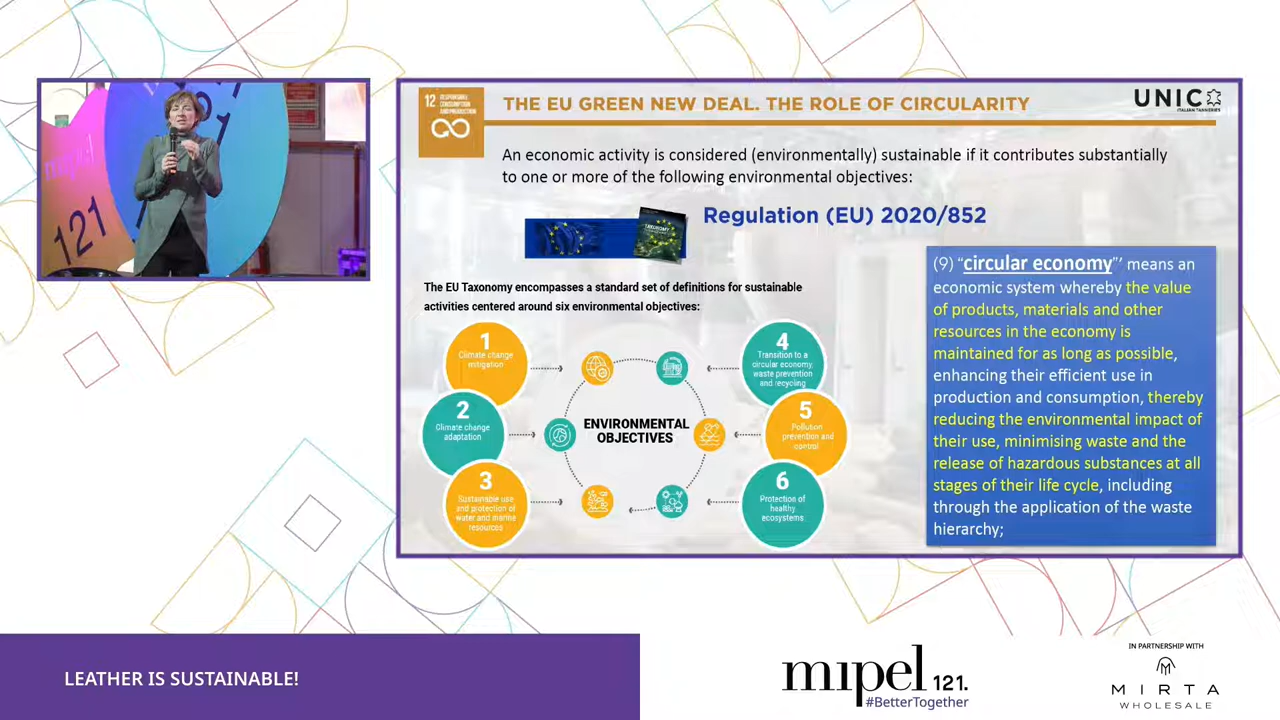 121
121
12 RESPONSIBLE
CONSUMPTION
AND PRODUCTION
THE EU GREEN NEW DEAL. THE ROLE OF CIRCULARITY
UNIC
ITALIAN TANNERIES
An economic activity is considered (environmentally) sustainable if it contributes substantially
to one or more of the following environmental objectives:
TAXONOMY
Regulation (EU) 2020/852
The EU Taxonomy encompasses a standard set of definitions for sustainable
activities centered around six environmental objectives:
1
Climate change
mitigation
2
Climate change
adaptation
3
Sustainable use
and protection of
water and marine
resources
ENVIRONMENTAL
OBJECTIVES
4
Transition to a
circular economy,
waste prevention
and recycling
5
Pollution
prevention and
control
6
Protection of
healthy
ecosystems
(9) “circular economy”’ means an
economic system whereby the value
of products, materials and other
resources in the economy is
maintained for as long as possible,
enhancing their efficient use in
production and consumption, thereby
reducing the environmental impact of
their use, minimising waste and the
release of hazardous substances at all
stages of their life cycle, including
through the application of the waste
hierarchy;
LEATHER IS SUSTAINABLE!
mipel 121.
#BetterTogether
IN PARTNERSHIP WITH
MIRTA
WHOLESALE